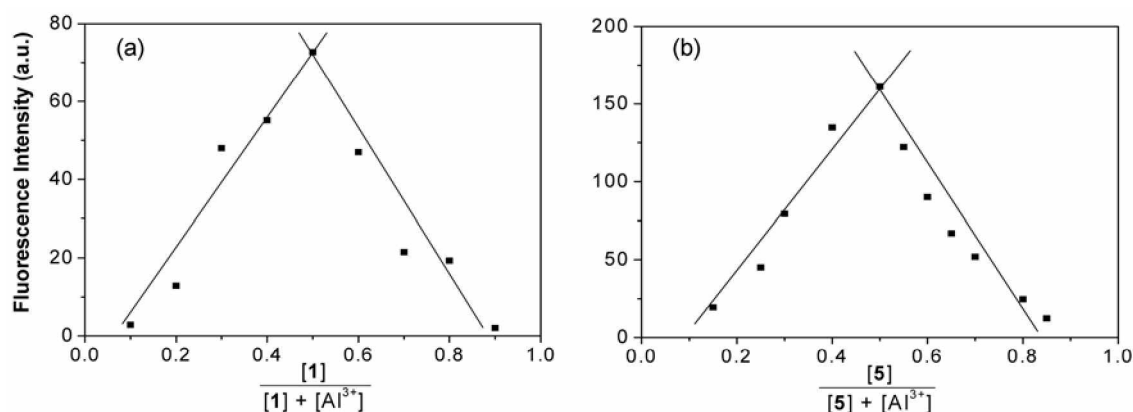 (a)
Fluorescence Intensity (a.u.)
80
60
40
20
0
0.0 0.2 0.4 0.6 0.8 1.0
[1]
[1] + [Al³⁺]
(b)
200
150
100
50
0
0.0 0.2 0.4 0.6 0.8 1.0
[5]
[5] + [Al³⁺]